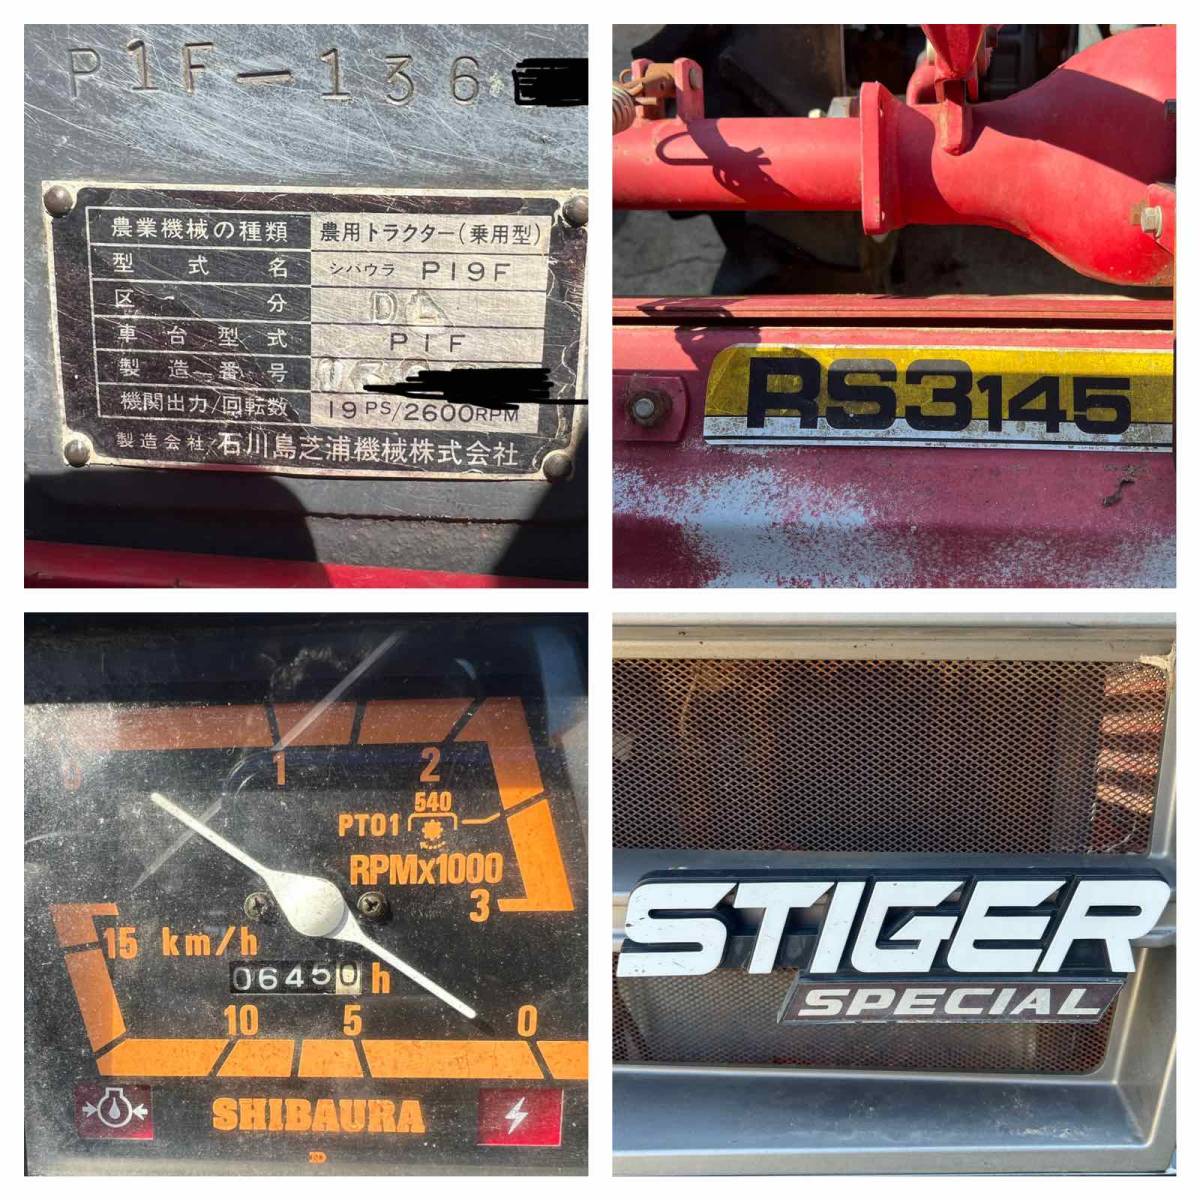 P1F-136
農業機械の種類 農用トラクター(乗用型)
型式名 シバウラ P19F
区分
車台型式 P1F
製造番号
機関出力/回転数 19PS/2600RPM
製造会社 石川島芝浦機械株式会社
RS3145
0 1 2
540
PTO1
RPMx1000
3
15 km/h
06450 h
10 5 0
SHIBAURA
STIGER
SPECIAL